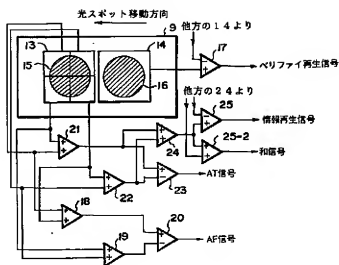 光スポット移動方向
9
他方の14より
13
14
17
15
16
ベリファイ再生信号
他方の24より
25
情報再生信号
21
24
25-2
和信号
22
23
AT信号
18
20
19
AF信号